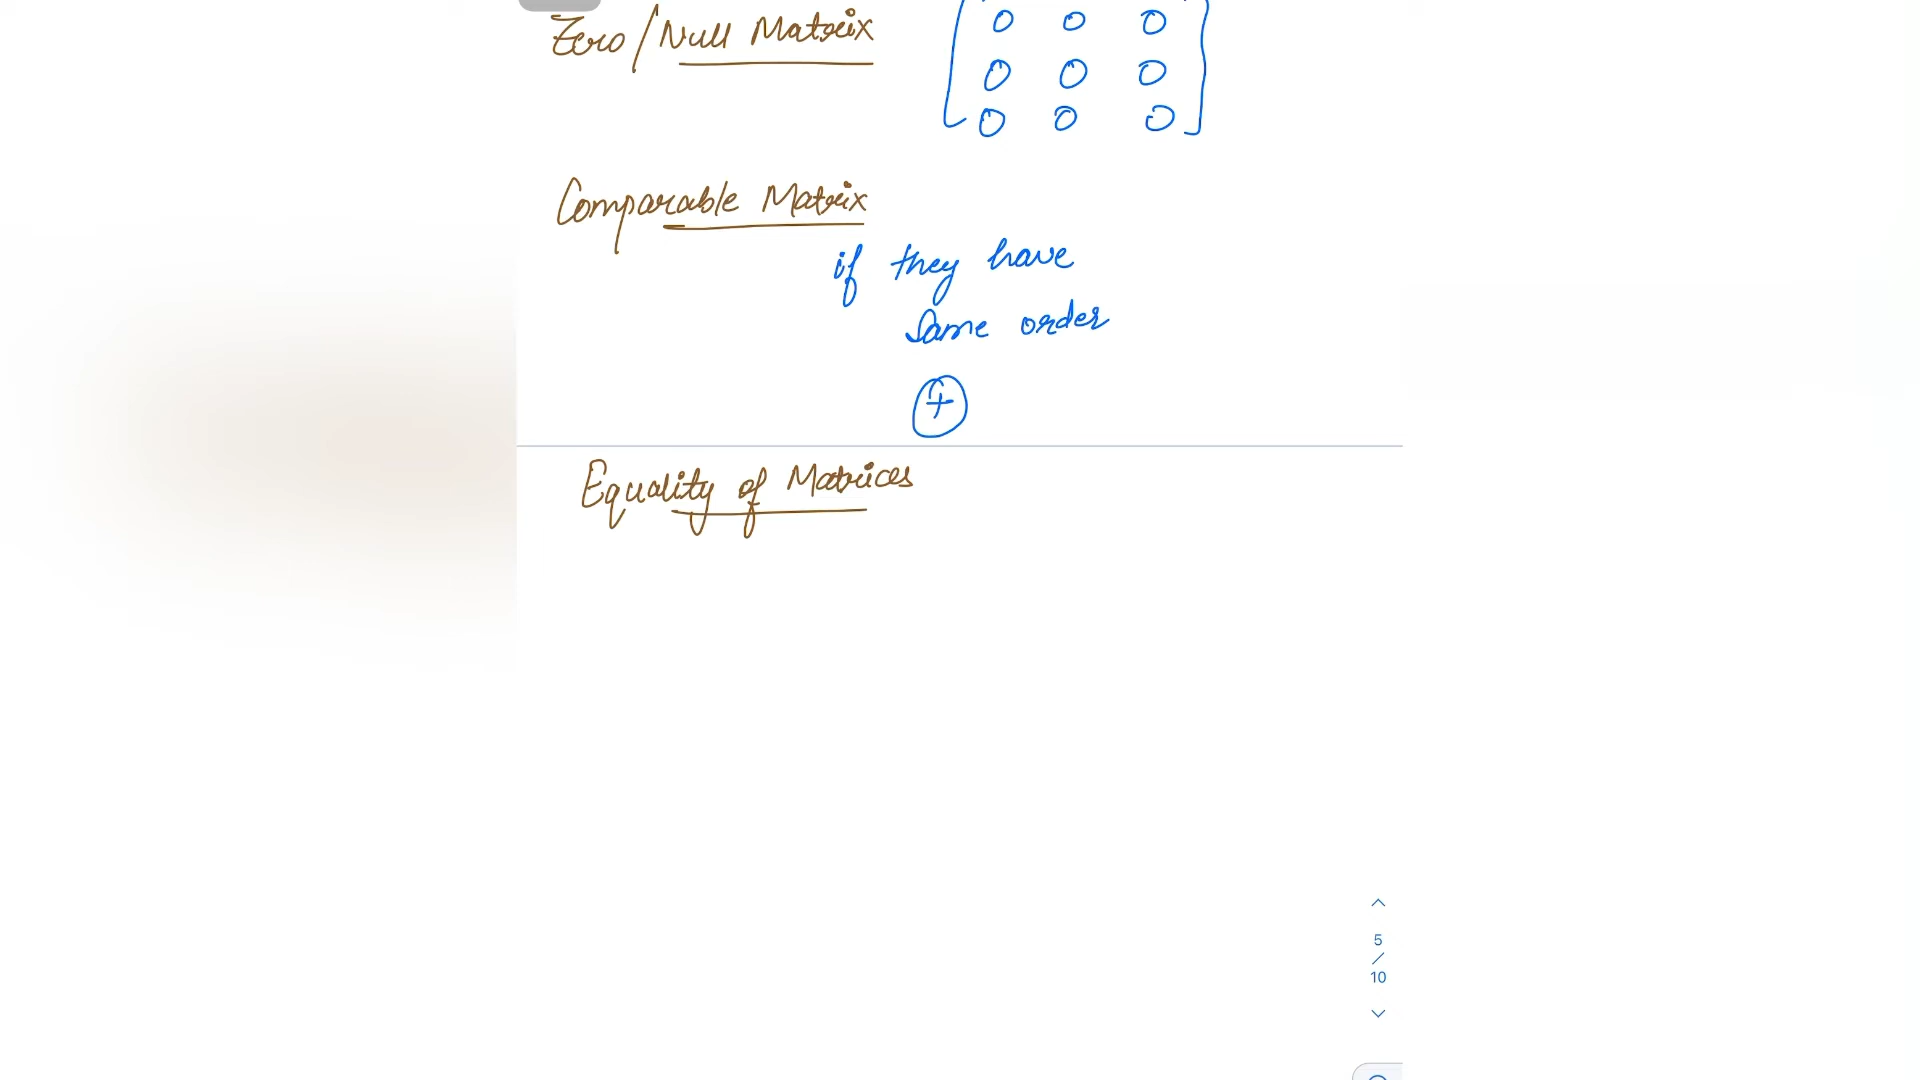 Zero/Null Matrix
0 0 0
0 0 0
0 0 0
Comparable Matrix
if they have
Same order
+
Equality of Matrices
5
/
10